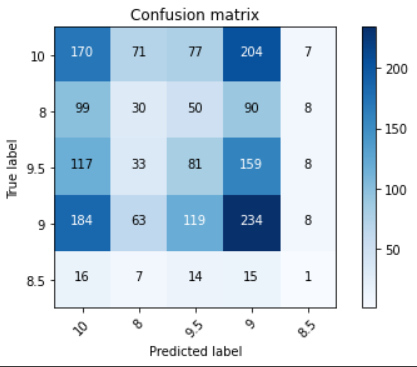 Confusion matrix
10 170 71 77 204 7
8 99 30 50 90 8
9.5 117 33 81 159 8
9 184 63 119 234 8
8.5 16 7 14 15 1
10 8 9.5 9 8.5
True label
Predicted label
200
150
100
50